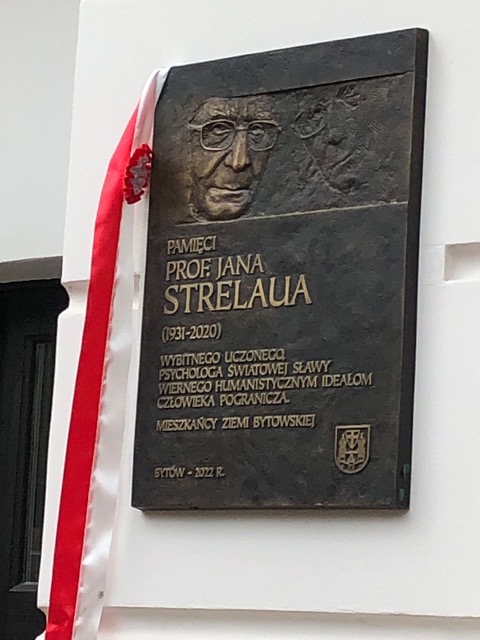 PAMIĘCI
PROF. JANA
STRELAUA
(1931-2020)
WYBITNEGO UCZONEGO,
PSYCHOLOGA ŚWIATOWEJ SŁAWY
WIERNEGO HUMANISTYCZNYM IDEAŁOM
CZŁOWIEKA POGRANICZA.
MIESZKAŃCY ZIEMI BYTOWSKIEJ
BYTÓW - 2022 R.